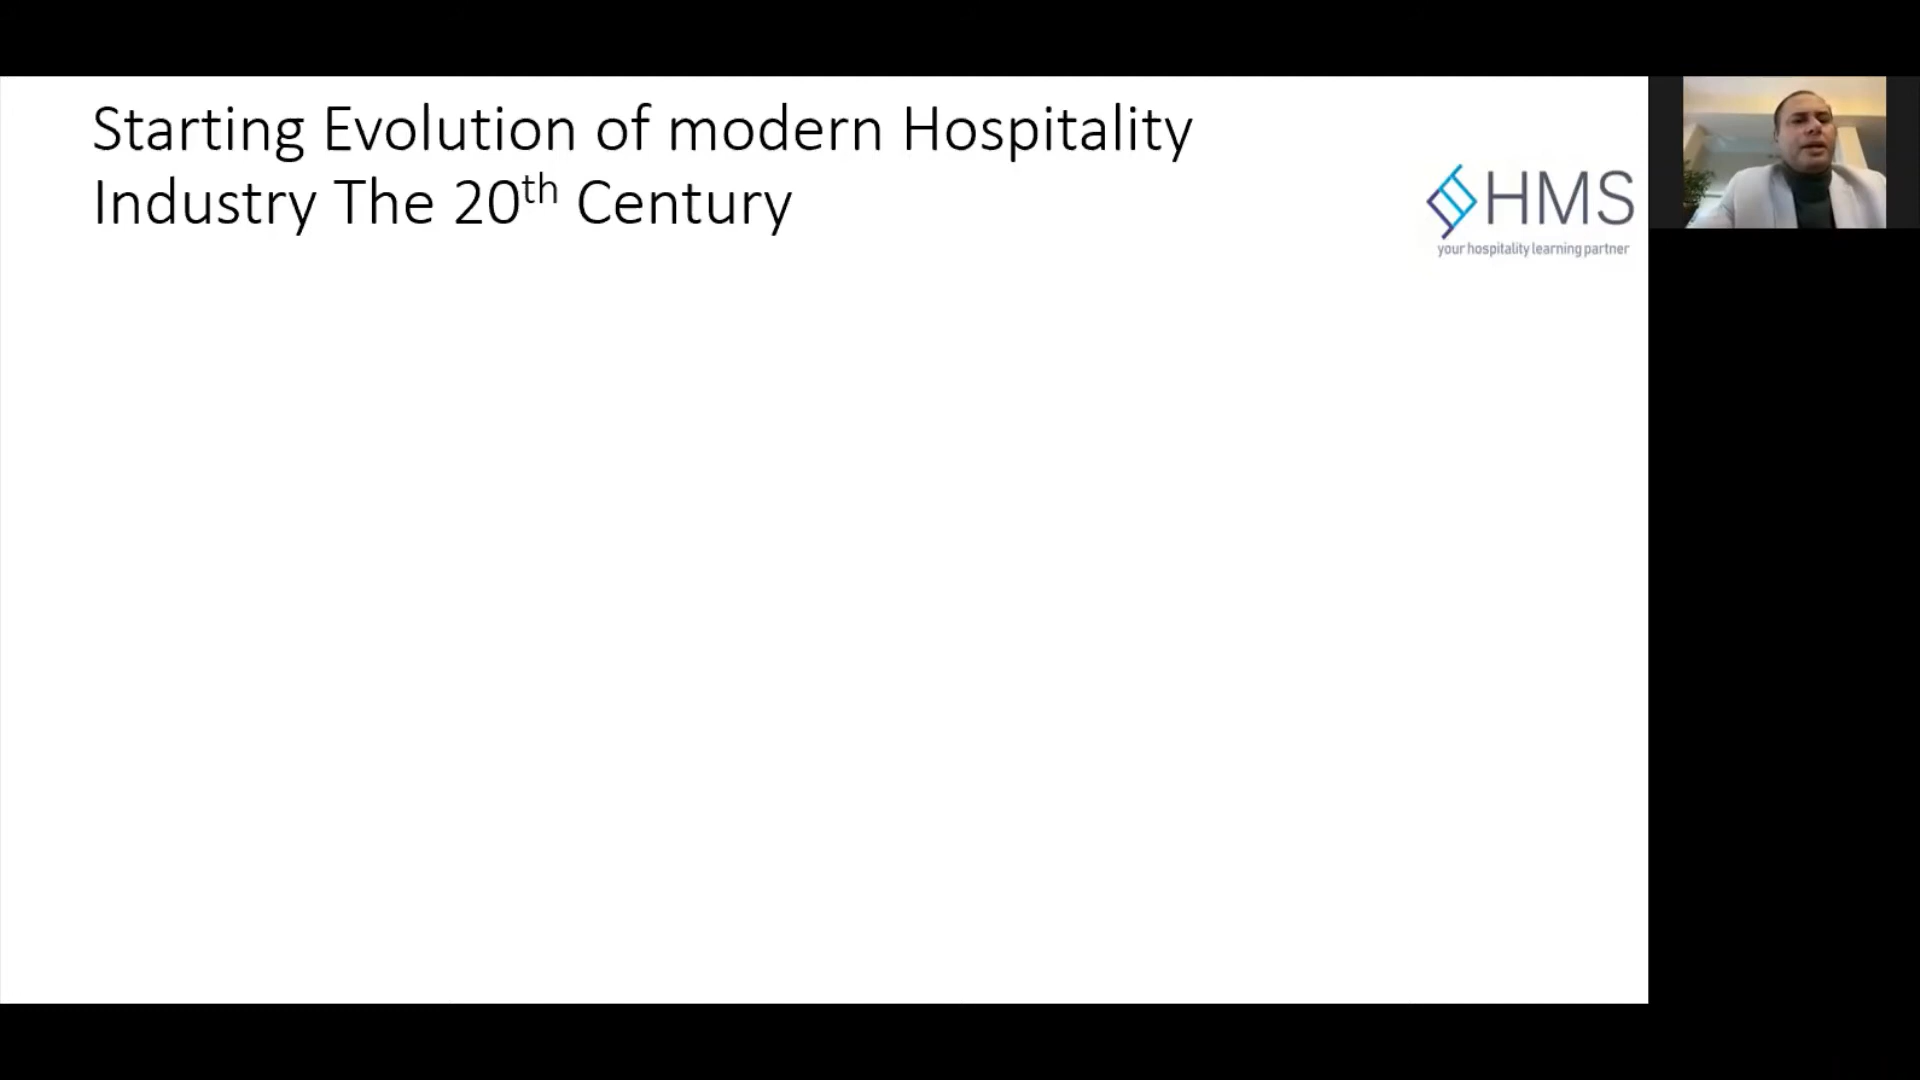 Starting Evolution of modern Hospitality
Industry The 20th Century
HMS
your hospitality learning partner